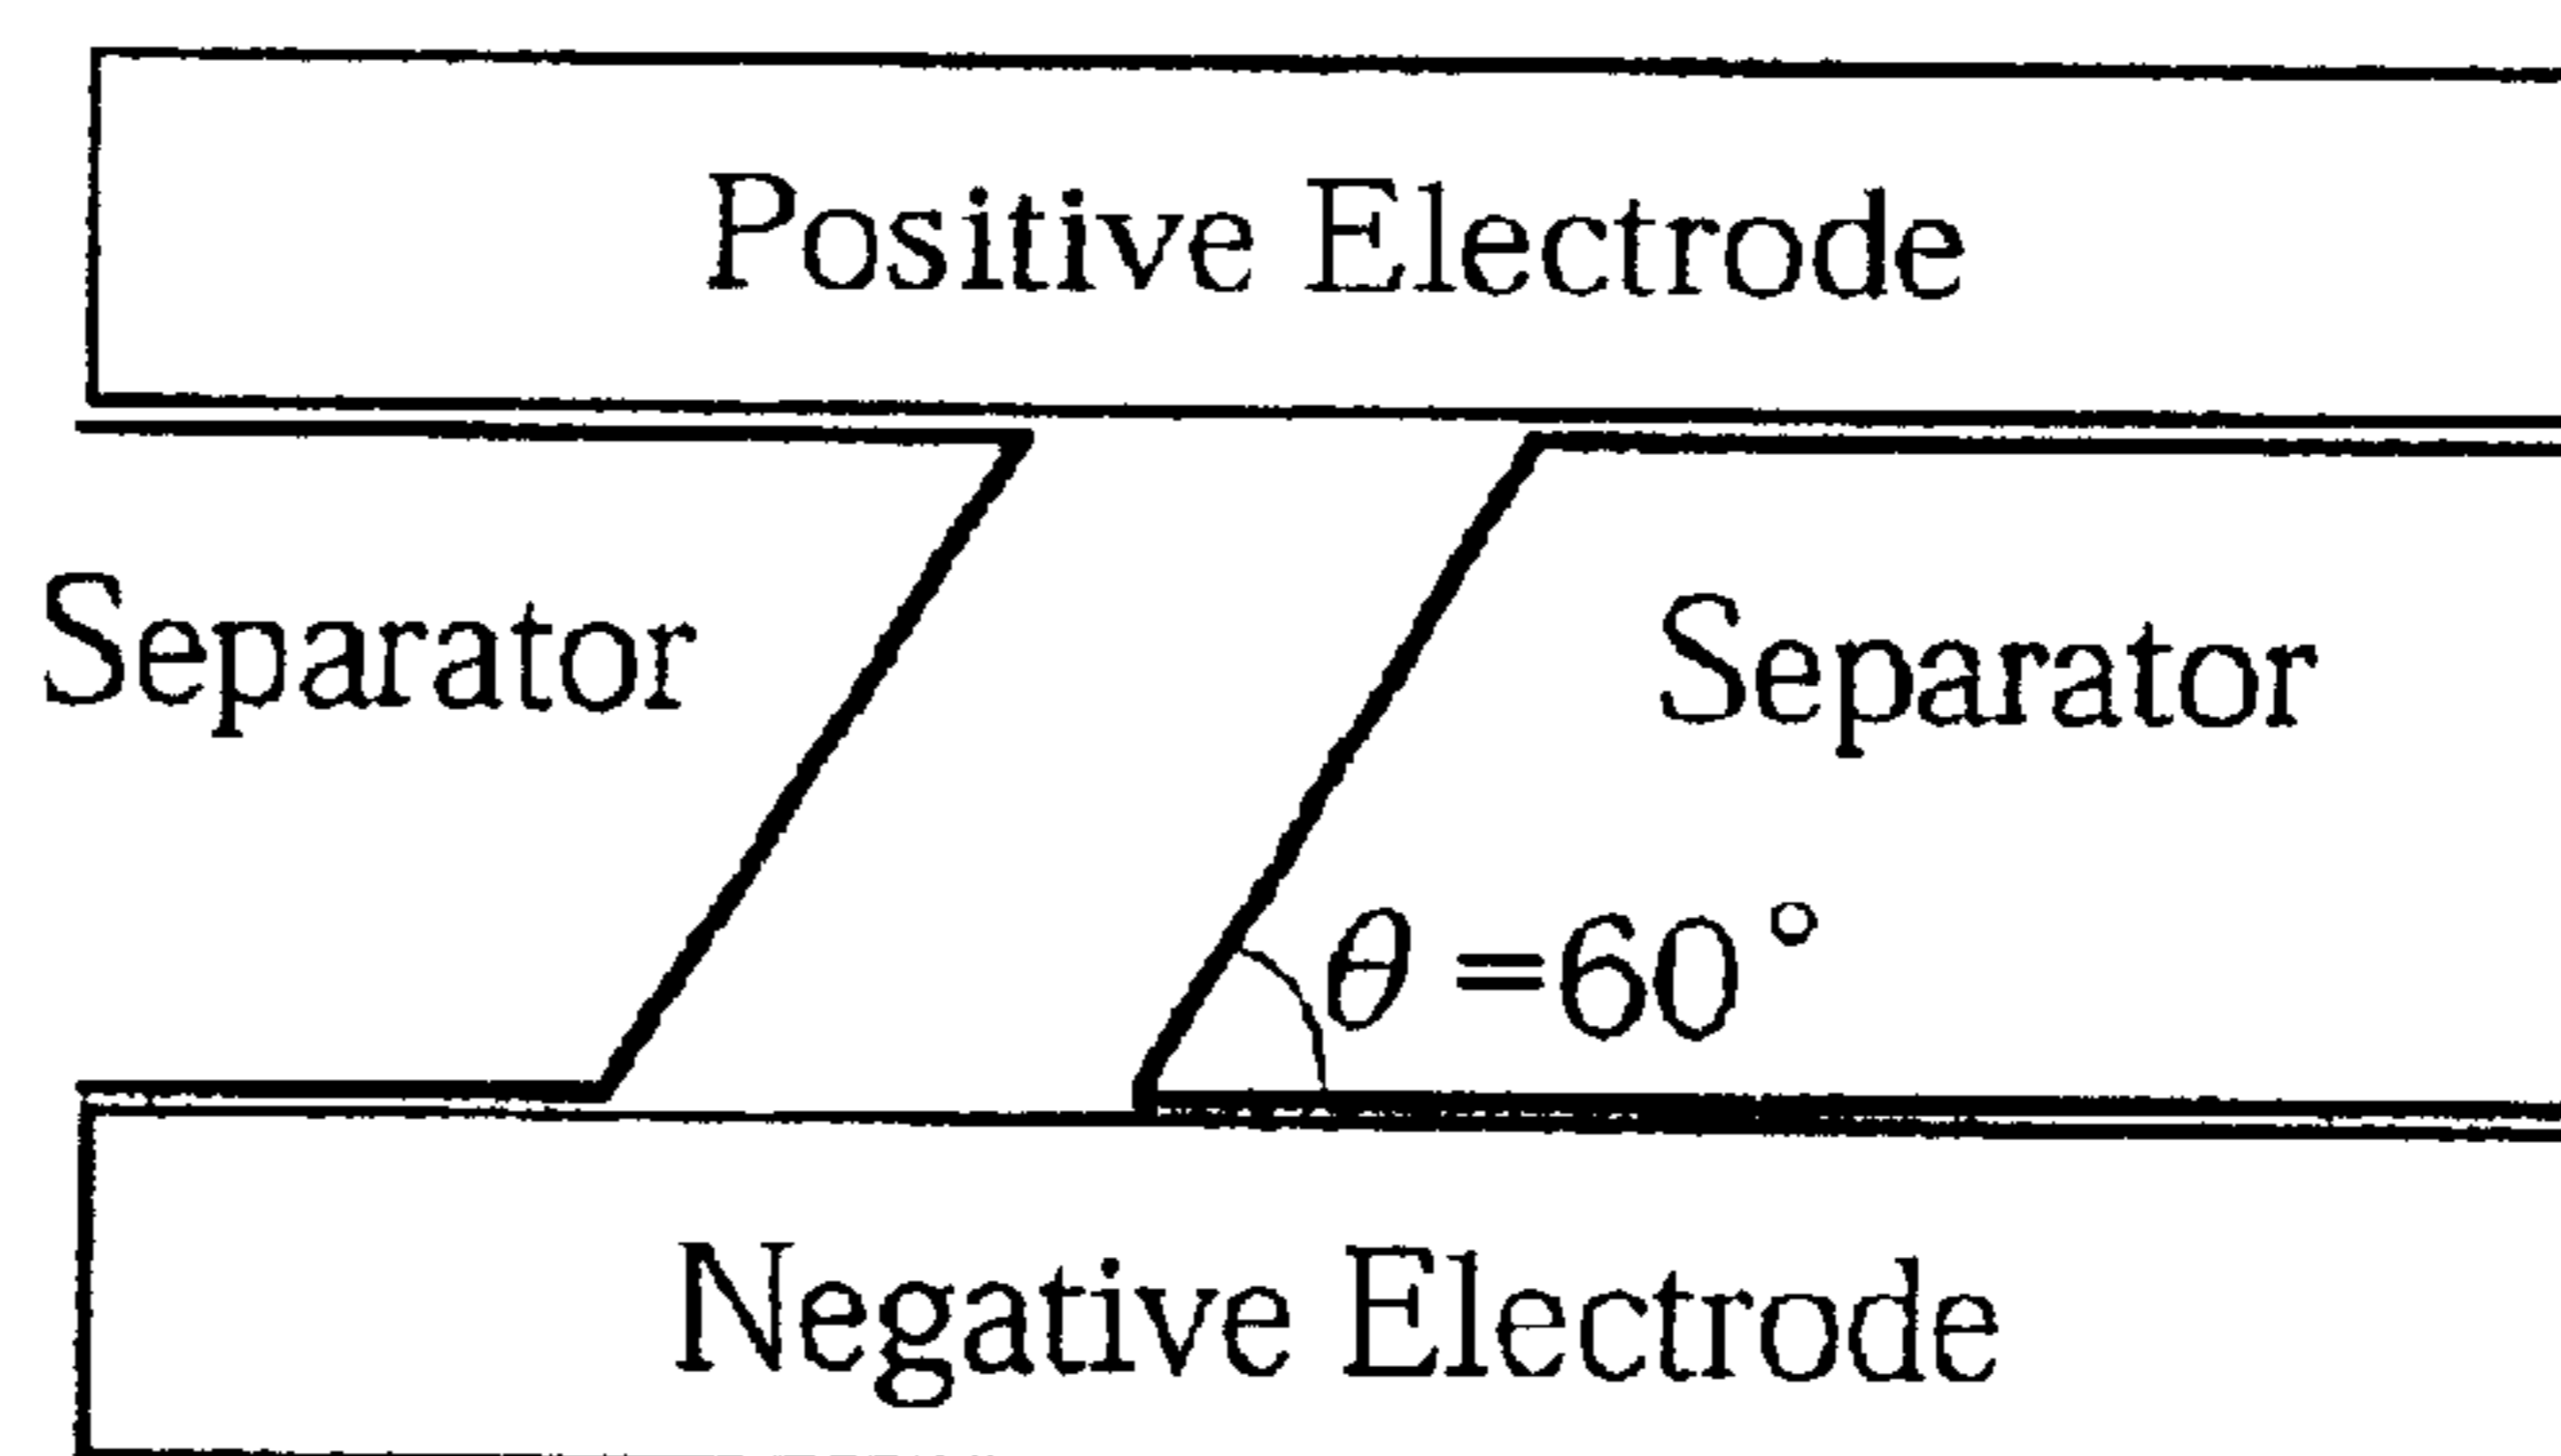 Positive Electrode
Separator Separator
θ =60°
Negative Electrode